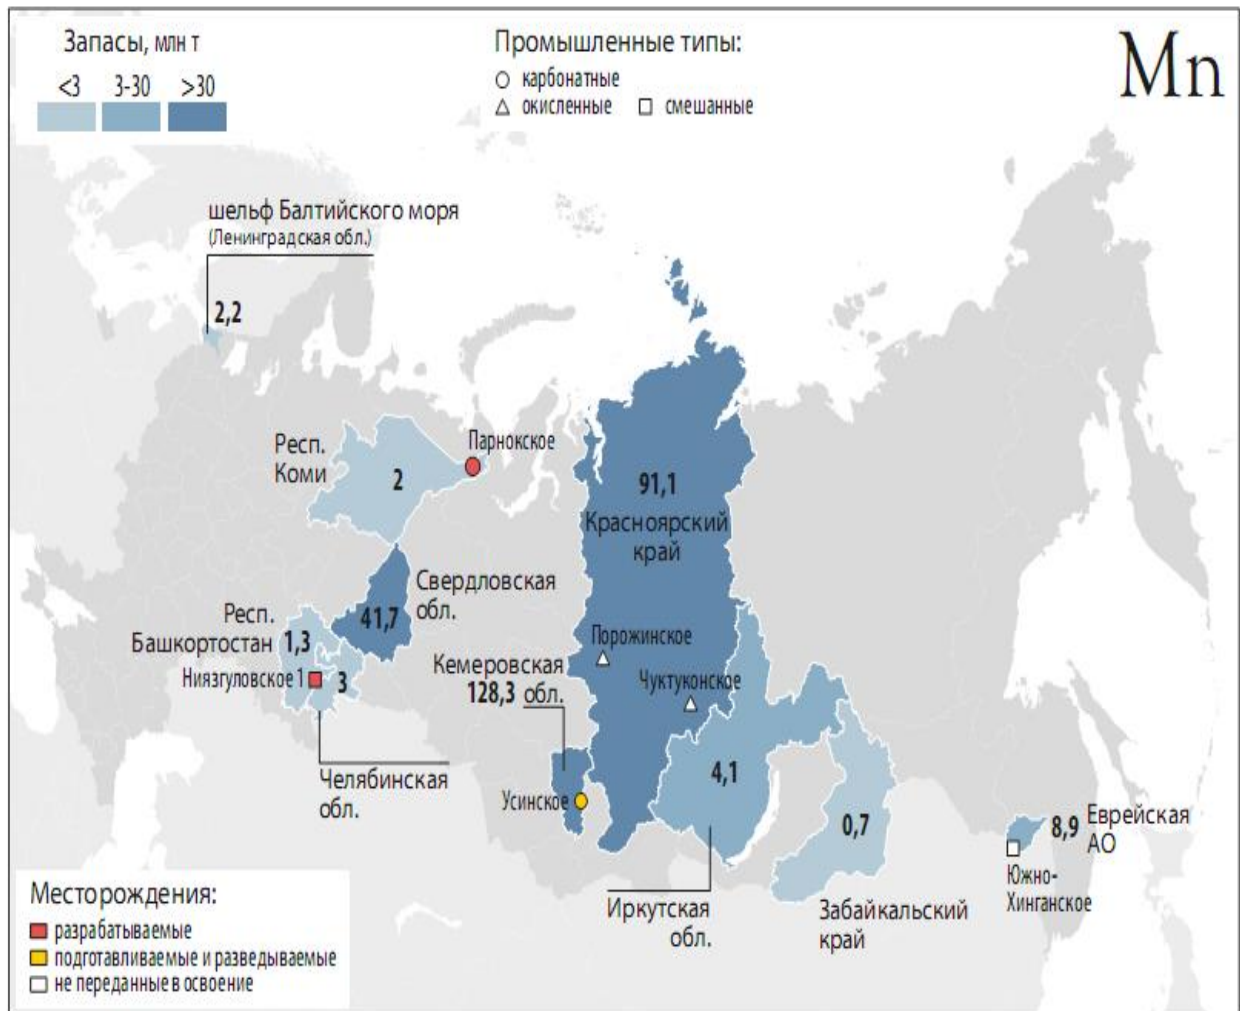 Запасы, млн т
<3 3-30 >30
Промышленные типы:
карбонатные
окисленные смешанные
Mn
шельф Балтийского моря
(Ленинградская обл.)
2,2
Респ.
Коми
2
Парнокское
91,1
Красноярский
край
Свердловская
обл.
41,7
Респ.
Башкортостан
1,3
Ниязгуловское 1
3
Челябинская
обл.
Кемеровская
128,3 обл.
Порожинское
Чуктуконское
Усинское
4,1
Иркутская
обл.
0,7
Забайкальский
край
8,9
Еврейская
АО
Южно-
Хинганское
Месторождения:
разрабатываемые
подготавливаемые и разведываемые
не переданные в освоение